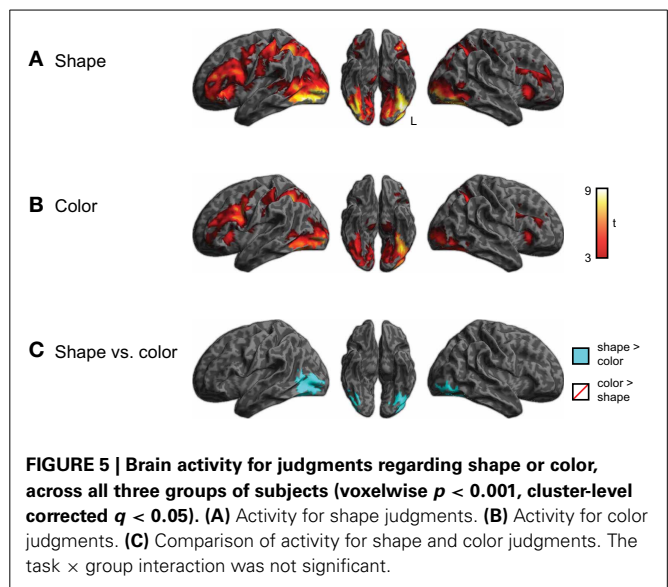 A Shape
L
B Color
9
t
3
C Shape vs. color
shape >
color
color >
shape
FIGURE 5 | Brain activity for judgments regarding shape or color,
across all three groups of subjects (voxelwise p < 0.001, cluster-level
corrected q < 0.05). (A) Activity for shape judgments. (B) Activity for color
judgments. (C) Comparison of activity for shape and color judgments. The
task × group interaction was not significant.